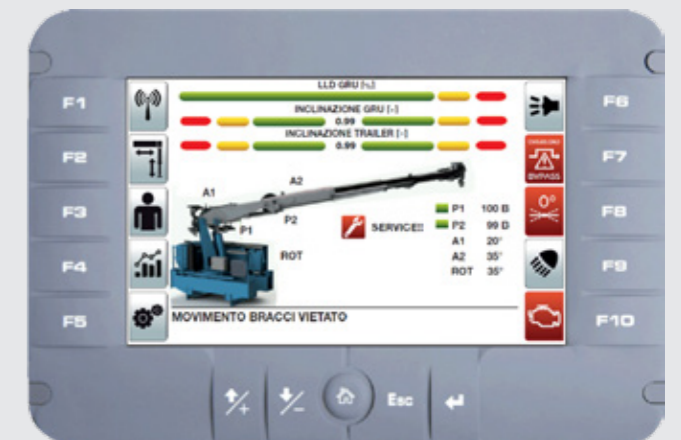 F1
F2
F3
F4
F5
LLD GRU [%]
INCLINAZIONE GRU [°]
0.99
INCLINAZIONE TRAILER [°]
0.99
A1
A2
P1
P2
ROT
SERVICE!!
P1 100 B
P2 99 D
A1 20°
A2 35°
ROT 35°
MOVIMENTO BRACCI VIETATO
F6
F7
F8
F9
F10
BYPASS
0°
+
-
Esc